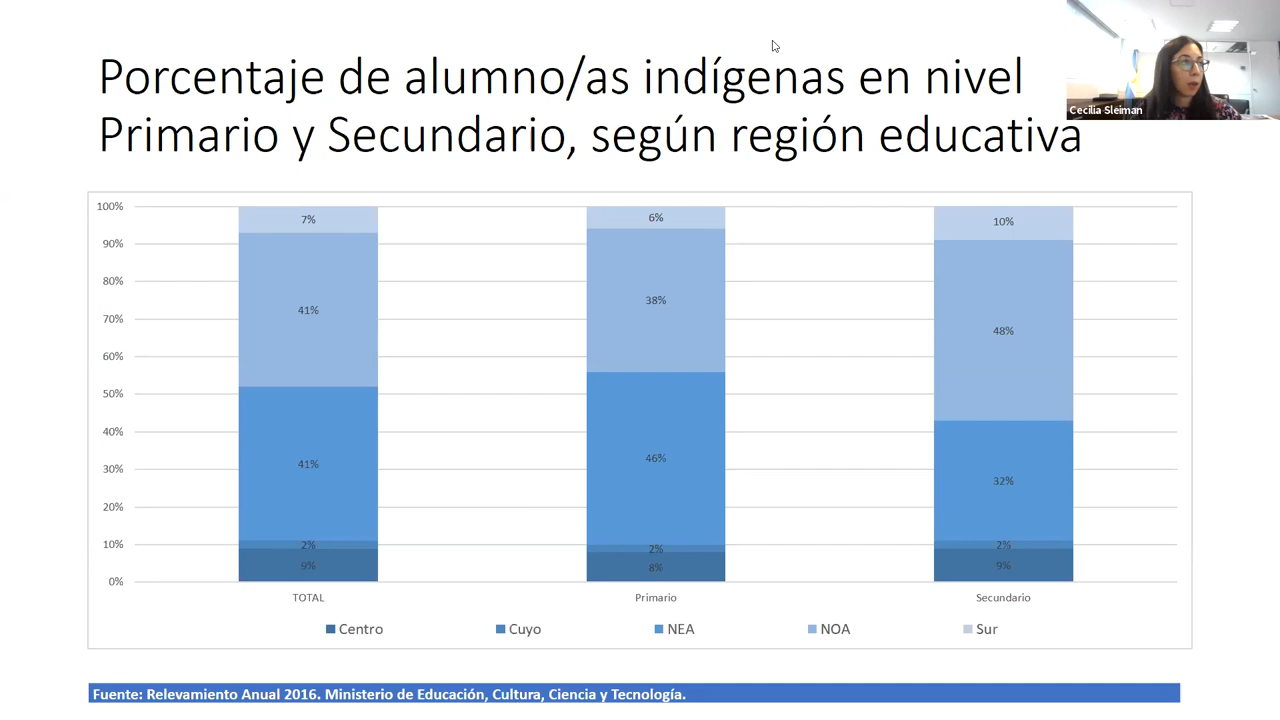 Porcentaje de alumno/as indígenas en nivel
Primario y Secundario, según región educativa
Cecilia Sleiman
100%
90%
80%
70%
60%
50%
40%
30%
20%
10%
0%
7%
41%
41%
2%
9%
6%
38%
46%
2%
8%
10%
48%
32%
2%
9%
TOTAL
Primario
Secundario
Centro
Cuyo
NEA
NOA
Sur
Fuente: Relevamiento Anual 2016. Ministerio de Educación, Cultura, Ciencia y Tecnología.